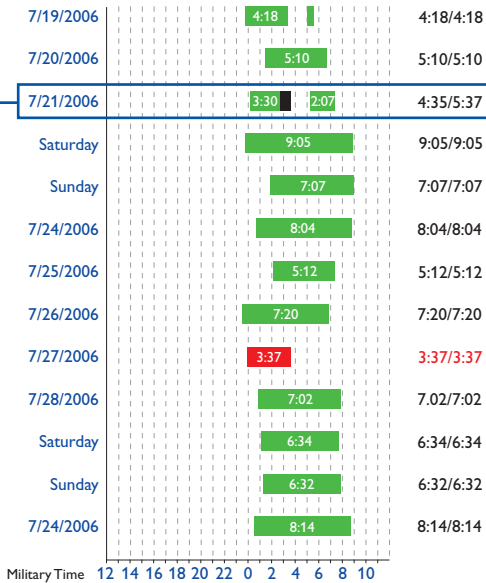 7/19/2006 4:18 4:18/4:18
7/20/2006 5:10 5:10/5:10
7/21/2006 3:30 2:07 4:35/5:37
Saturday 9:05 9:05/9:05
Sunday 7:07 7:07/7:07
7/24/2006 8:04 8:04/8:04
7/25/2006 5:12 5:12/5:12
7/26/2006 7:20 7:20/7:20
7/27/2006 3:37 3:37/3:37
7/28/2006 7:02 7.02/7:02
Saturday 6:34 6:34/6:34
Sunday 6:32 6:32/6:32
7/24/2006 8:14 8:14/8:14
Military Time 12 14 16 18 20 22 0 2 4 6 8 10